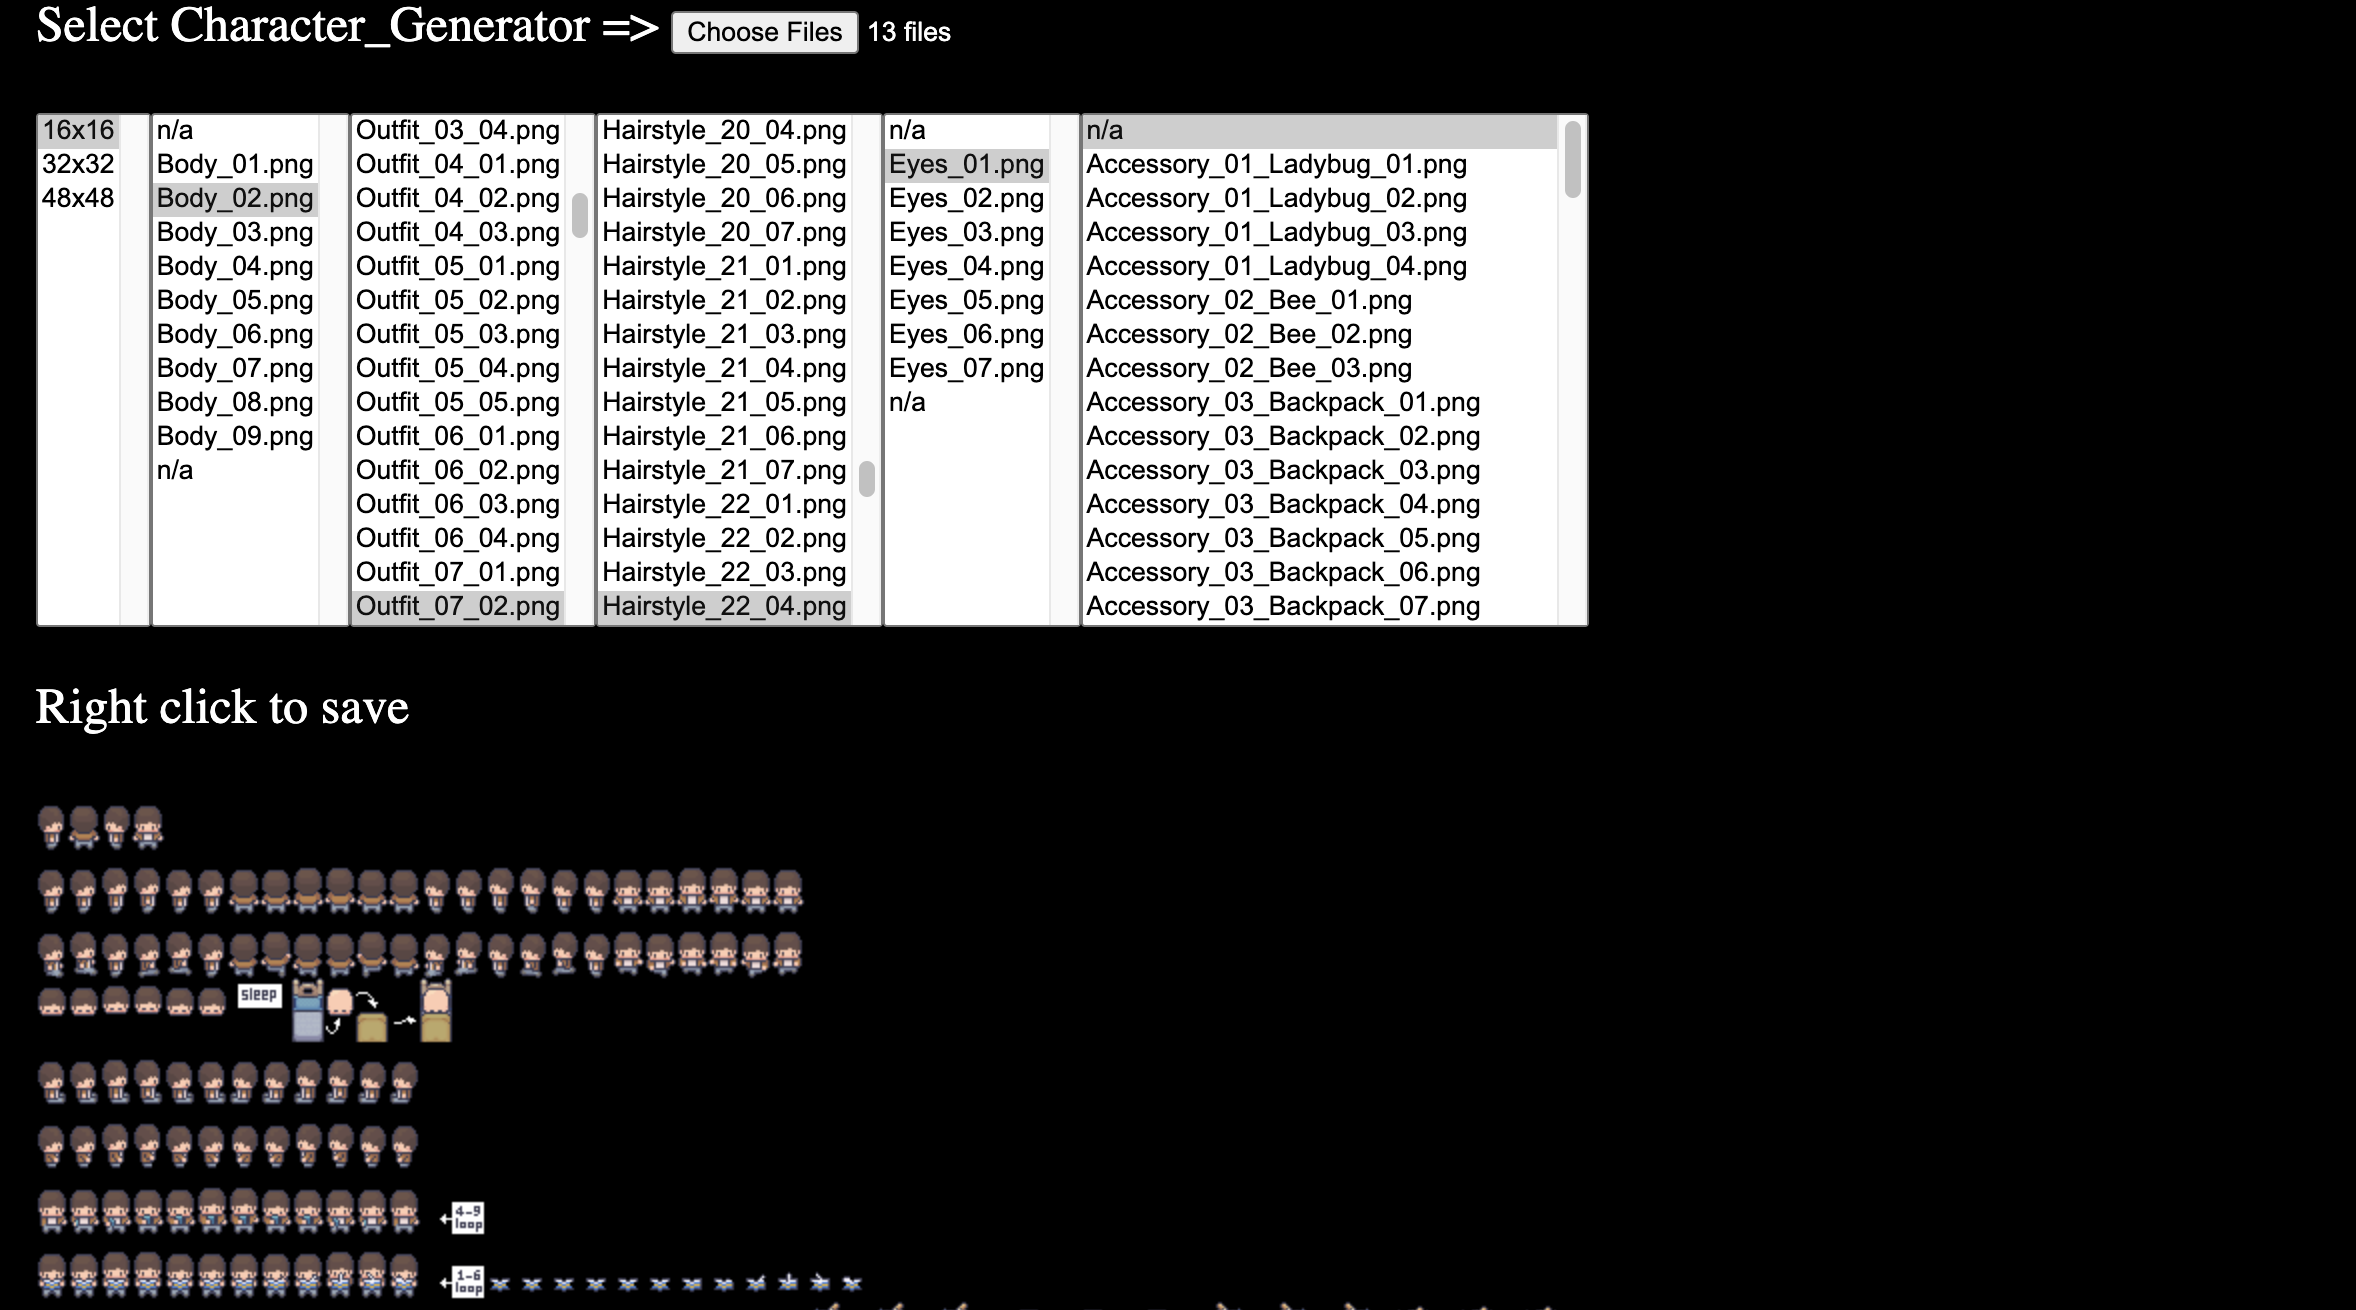 Select Character_Generator => Choose Files 13 files
16x16
32x32
48x48
n/a
Body_01.png
Body_02.png
Body_03.png
Body_04.png
Body_05.png
Body_06.png
Body_07.png
Body_08.png
Body_09.png
n/a
Outfit_03_04.png
Outfit_04_01.png
Outfit_04_02.png
Outfit_04_03.png
Outfit_05_01.png
Outfit_05_02.png
Outfit_05_03.png
Outfit_05_04.png
Outfit_05_05.png
Outfit_06_01.png
Outfit_06_02.png
Outfit_06_03.png
Outfit_06_04.png
Outfit_07_01.png
Outfit_07_02.png
Hairstyle_20_04.png
Hairstyle_20_05.png
Hairstyle_20_06.png
Hairstyle_20_07.png
Hairstyle_21_01.png
Hairstyle_21_02.png
Hairstyle_21_03.png
Hairstyle_21_04.png
Hairstyle_21_05.png
Hairstyle_21_06.png
Hairstyle_21_07.png
Hairstyle_22_01.png
Hairstyle_22_02.png
Hairstyle_22_03.png
Hairstyle_22_04.png
n/a
Eyes_01.png
Eyes_02.png
Eyes_03.png
Eyes_04.png
Eyes_05.png
Eyes_06.png
Eyes_07.png
n/a
n/a
Accessory_01_Ladybug_01.png
Accessory_01_Ladybug_02.png
Accessory_01_Ladybug_03.png
Accessory_01_Ladybug_04.png
Accessory_02_Bee_01.png
Accessory_02_Bee_02.png
Accessory_02_Bee_03.png
Accessory_03_Backpack_01.png
Accessory_03_Backpack_02.png
Accessory_03_Backpack_03.png
Accessory_03_Backpack_04.png
Accessory_03_Backpack_05.png
Accessory_03_Backpack_06.png
Accessory_03_Backpack_07.png
Right click to save
sleep
4-9
loop
1-6
loop